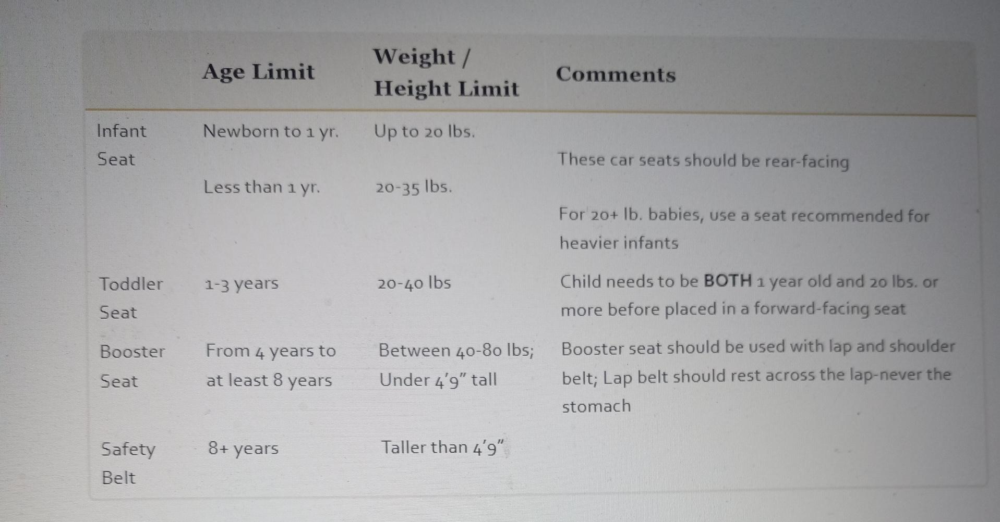 Age Limit
Weight /
Height Limit
Comments
Infant
Seat
Newborn to 1 yr.
Up to 20 lbs.
Less than 1 yr.
20-35 lbs.
These car seats should be rear-facing
For 20+ lb. babies, use a seat recommended for
heavier infants
Toddler
Seat
1-3 years
20-40 lbs
Child needs to be BOTH 1 year old and 20 lbs. or
more before placed in a forward-facing seat
Booster
Seat
From 4 years to
at least 8 years
Between 40-80 lbs;
Under 4'9" tall
Booster seat should be used with lap and shoulder
belt; Lap belt should rest across the lap-never the
stomach
Safety
Belt
8+ years
Taller than 4'9"